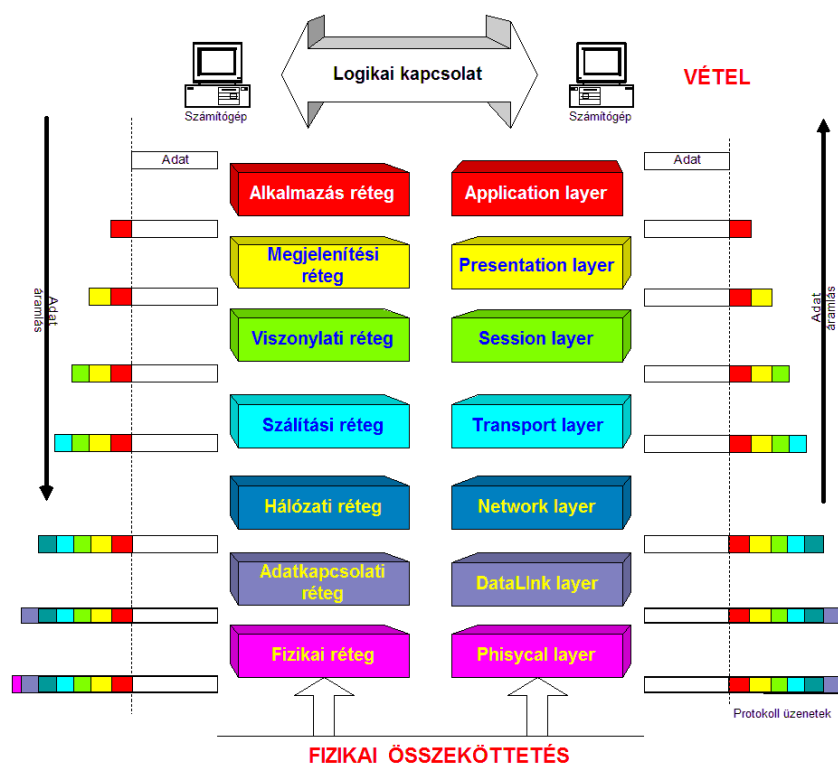 Logikai kapcsolat
VÉTEL
Számítógép
Számítógép
Adat
Adat
Alkalmazás réteg
Application layer
Megjelenítési
réteg
Presentation layer
Adat
áramlás
Adat
áramlás
Viszonylati réteg
Session layer
Szálítási réteg
Transport layer
Hálózati réteg
Network layer
Adatkapcsolati
réteg
DataLInk layer
Fizikai réteg
Phisycal layer
Protokoll üzenetek
FIZIKAI ÖSSZEKÖTTETÉS